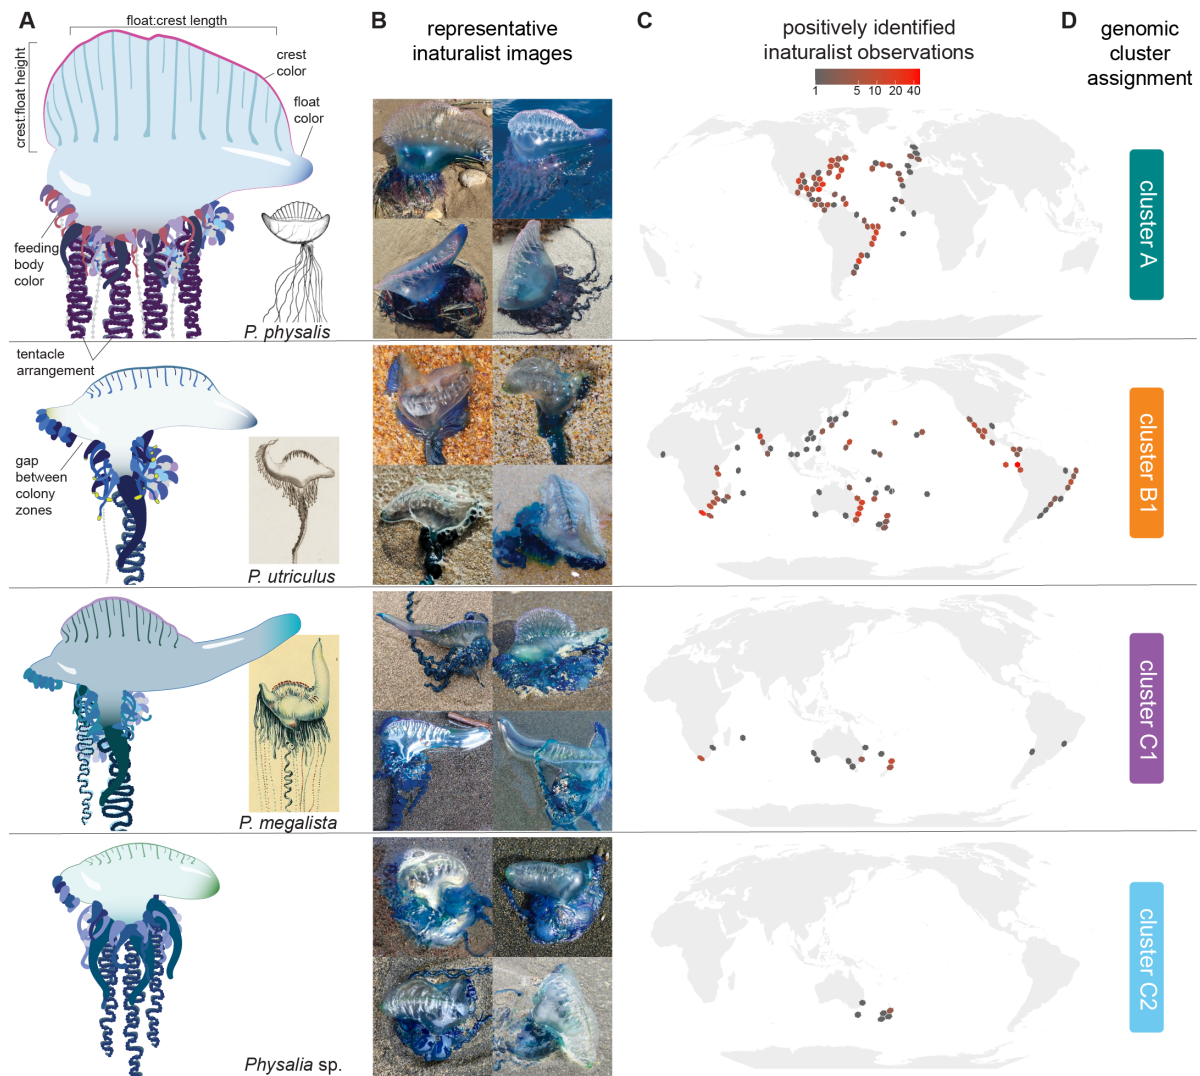 A
float:crest length
crest:float height
crest
color
float
color
feeding
body
color
P. physalis
tentacle
arrangement
gap
between
colony
zones
P. utriculus
P. megalista
Physalia sp.
B
representative
inaturalist images
C
positively identified
inaturalist observations
1 5 10 20 40
D
genomic
cluster
assignment
cluster A
cluster B1
cluster C1
cluster C2